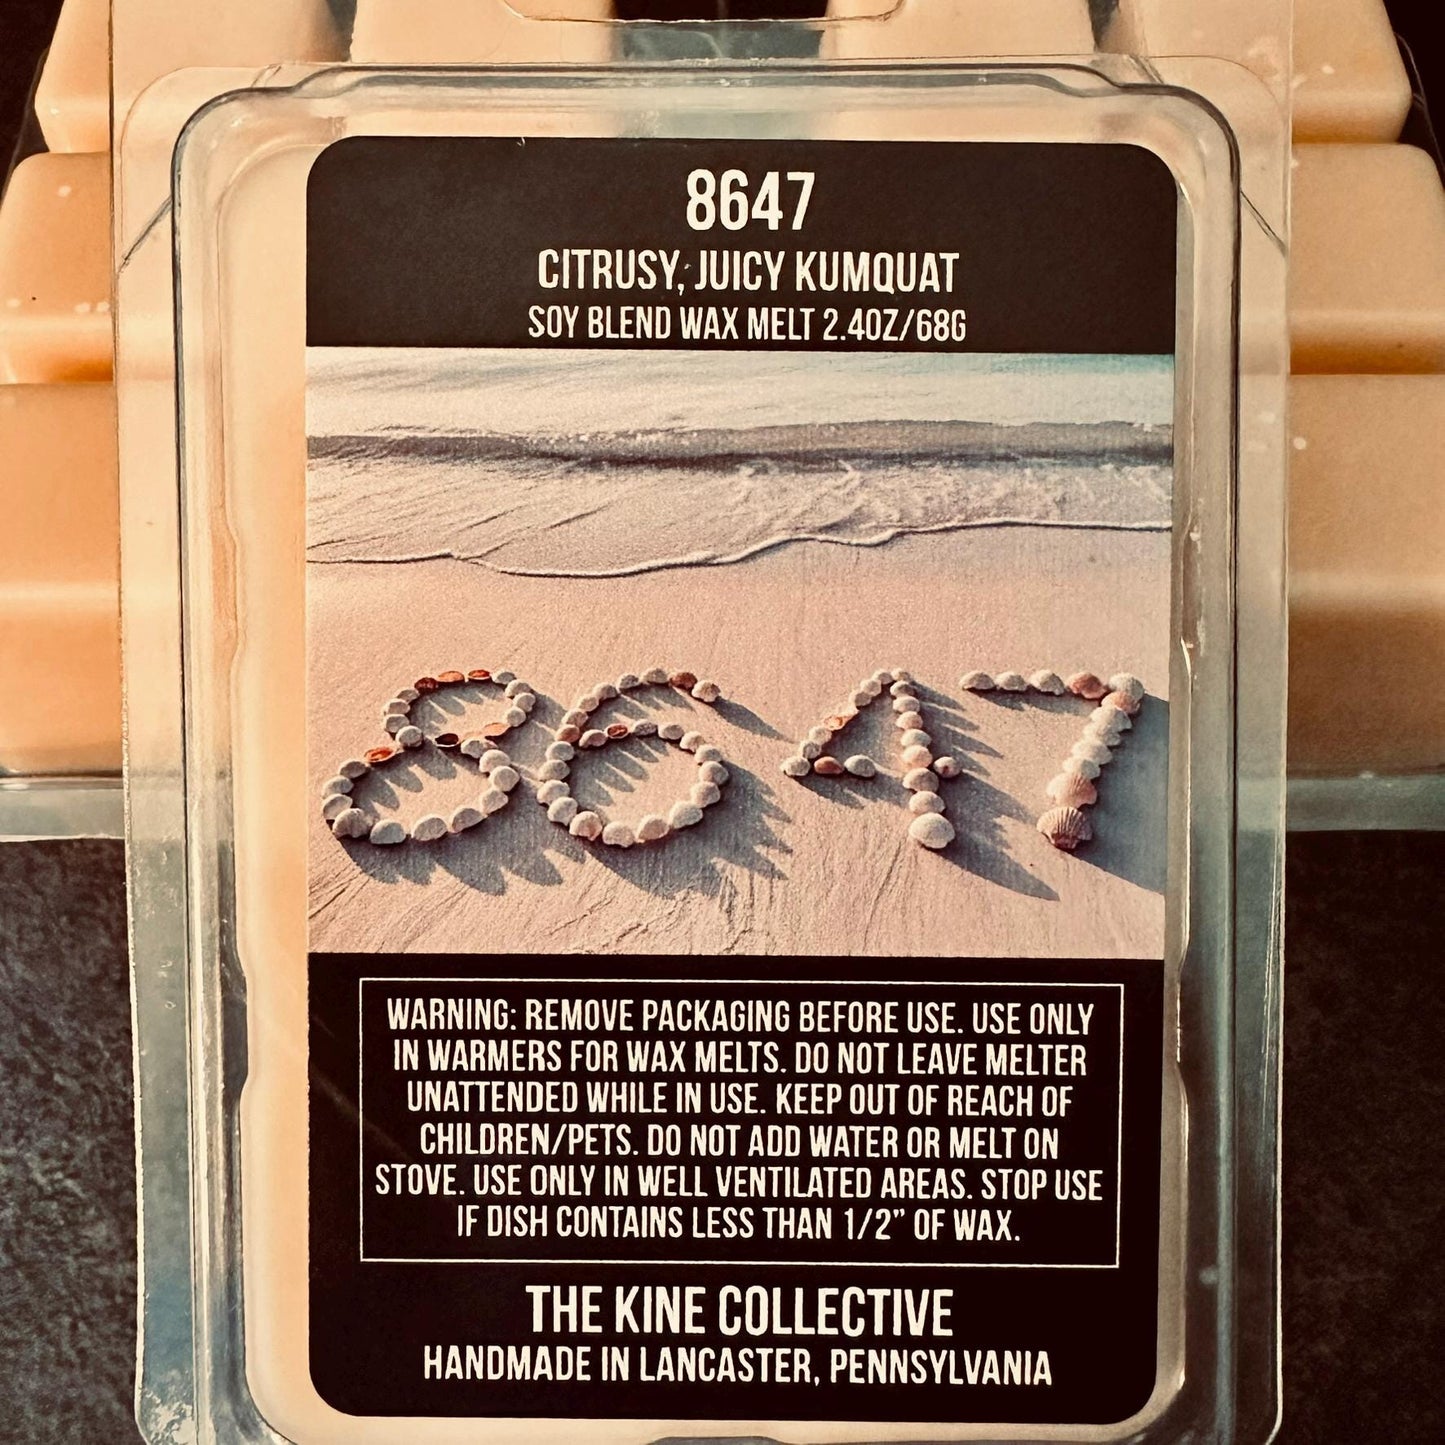 8647
CITRUSY, JUICY KUMQUAT
SOY BLEND WAX MELT 2.4OZ/68G
86 47
WARNING: REMOVE PACKAGING BEFORE USE. USE ONLY
IN WARMERS FOR WAX MELTS. DO NOT LEAVE MELTER
UNATTENDED WHILE IN USE. KEEP OUT OF REACH OF
CHILDREN/PETS. DO NOT ADD WATER OR MELT ON
STOVE. USE ONLY IN WELL VENTILATED AREAS. STOP USE
IF DISH CONTAINS LESS THAN 1/2" OF WAX.
THE KINE COLLECTIVE
HANDMADE IN LANCASTER, PENNSYLVANIA